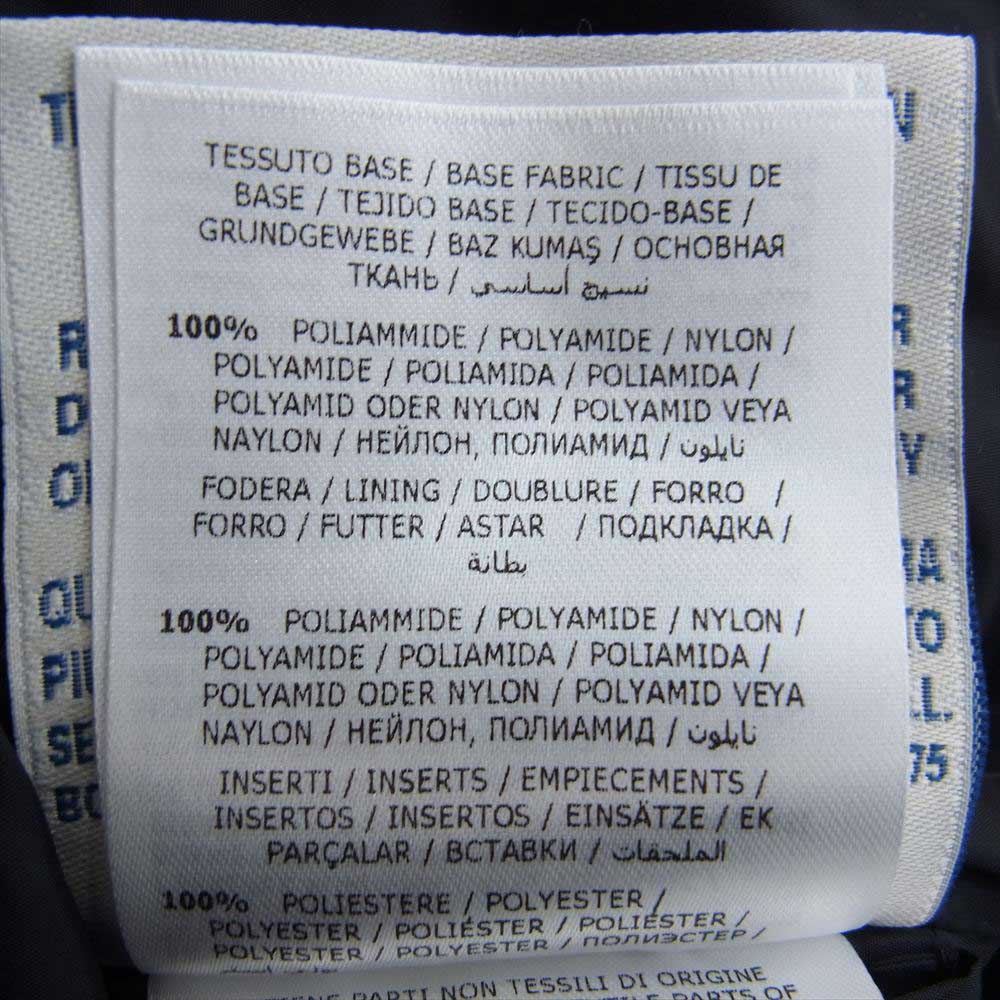 TESSUTO BASE / BASE FABRIC / TISSU DE
BASE / TEJIDO BASE / TECIDO-BASE /
GRUNDGEWEBE / BAZ KUMAŞ / ОСНОВНАЯ
ТКАНЬ / نسيج أساسي
100% POLIAMMIDE / POLYAMIDE / NYLON /
POLYAMIDE / POLIAMIDA / POLIAMIDA /
POLYAMID ODER NYLON / POLYAMID VEYA
NAYLON / НЕЙЛОН, ПОЛИАМИД / نايلون
FODERA / LINING / DOUBLURE / FORRO /
FORRO / FUTTER / ASTAR / ПОДКЛАДКА /
بطانة
100% POLIAMMIDE / POLYAMIDE / NYLON /
POLYAMIDE / POLIAMIDA / POLIAMIDA /
POLYAMID ODER NYLON / POLYAMID VEYA
NAYLON / НЕЙЛОН, ПОЛИАМИД / نايلون
INSERTI / INSERTS / EMPIECEMENTS /
INSERTOS / INSERTOS / EINSÄTZE / EK
PARÇALAR / ВСТАВКИ / الملحقات
100% POLIESTERE / POLYESTER /
POLYESTER / POLIÉSTER / POLIÉSTER /
POLYESTER / POLYESTER / ПОЛИЭСТЕР /
PARTI NON TESSILI DI ORIGINE
PARTS OF
75